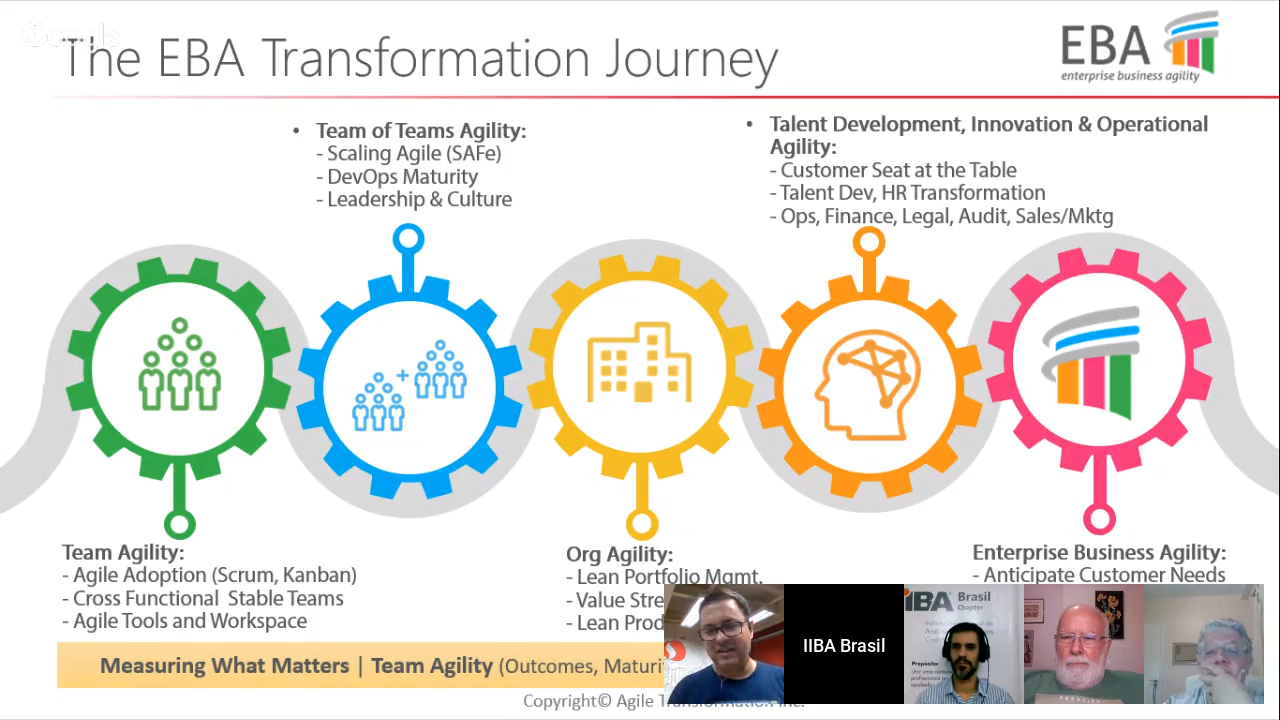 The EBA Transformation Journey
EBA
enterprise business agility
• Team of Teams Agility:
- Scaling Agile (SAFe)
- DevOps Maturity
- Leadership & Culture
• Talent Development, Innovation & Operational
Agility:
- Customer Seat at the Table
- Talent Dev, HR Transformation
- Ops, Finance, Legal, Audit, Sales/Mktg
Team Agility:
- Agile Adoption (Scrum, Kanban)
- Cross Functional Stable Teams
- Agile Tools and Workspace
Org Agility:
- Lean Portfolio Mgmt.
- Value Stre
- Lean Prod
Enterprise Business Agility:
- Anticipate Customer Needs
Measuring What Matters | Team Agility (Outcomes, Maturi
Copyright© Agile Transformation Inc.
IIBA Brasil
IIBA Brasil
Chapter
Propósito: